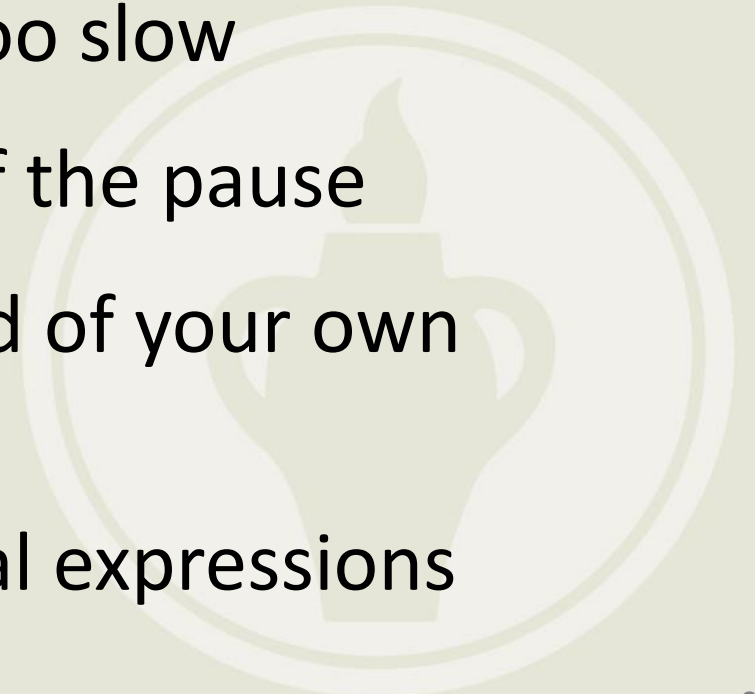 oo slow
f the pause
d of your own
al expressions